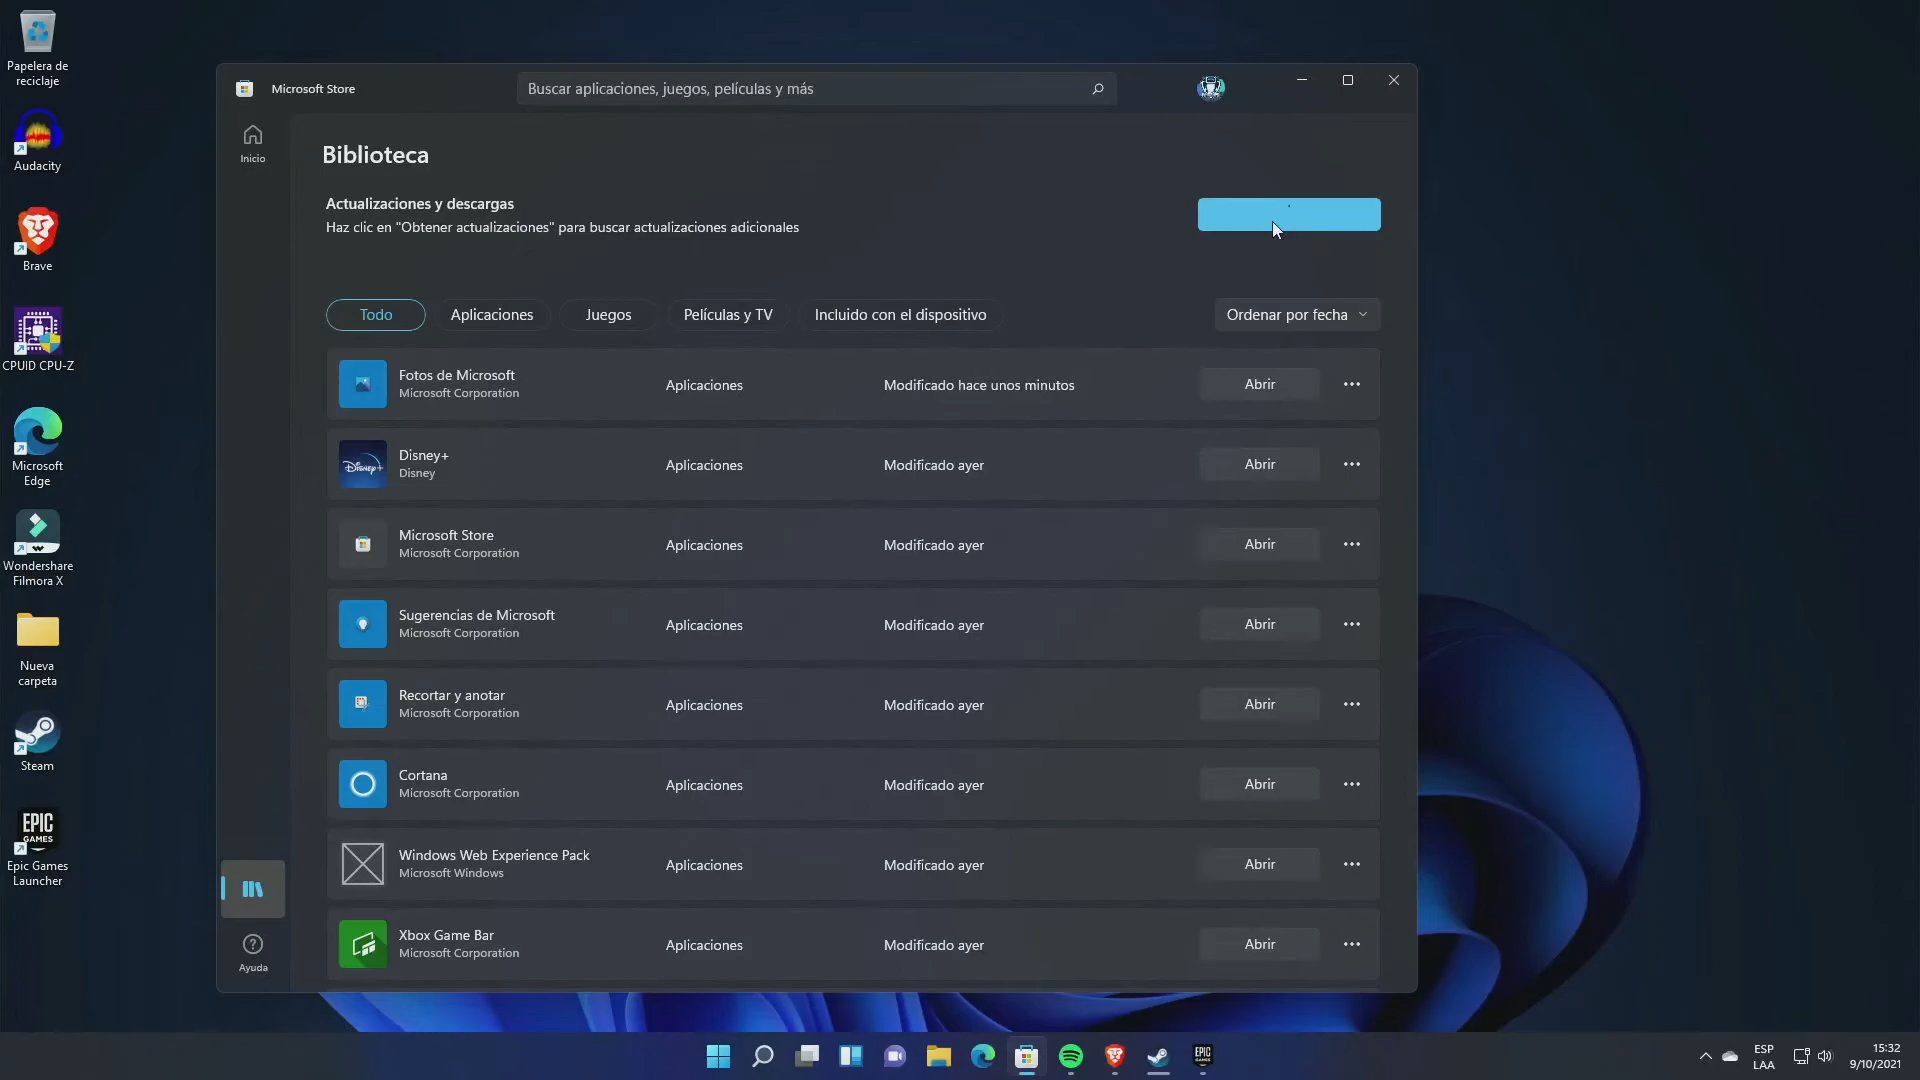 Papelera de
reciclaje
Audacity
Brave
CPUID CPU-Z
Microsoft
Edge
Wondershare
Filmora X
Nueva
carpeta
Steam
EPIC
GAMES
Epic Games
Launcher
Microsoft Store
Buscar aplicaciones, juegos, películas y más
Inicio
Biblioteca
Actualizaciones y descargas
Haz clic en "Obtener actualizaciones" para buscar actualizaciones adicionales
Todo
Aplicaciones
Juegos
Películas y TV
Incluido con el dispositivo
Ordenar por fecha
Fotos de Microsoft
Microsoft Corporation
Aplicaciones
Modificado hace unos minutos
Abrir
Disney+
Disney+
Disney
Aplicaciones
Modificado ayer
Abrir
Microsoft Store
Microsoft Corporation
Aplicaciones
Modificado ayer
Abrir
Sugerencias de Microsoft
Microsoft Corporation
Aplicaciones
Modificado ayer
Abrir
Recortar y anotar
Microsoft Corporation
Aplicaciones
Modificado ayer
Abrir
Cortana
Microsoft Corporation
Aplicaciones
Modificado ayer
Abrir
Windows Web Experience Pack
Microsoft Windows
Aplicaciones
Modificado ayer
Abrir
Xbox Game Bar
Microsoft Corporation
Aplicaciones
Modificado ayer
Abrir
Ayuda
EPIC
ESP
LAA
15:32
9/10/2021